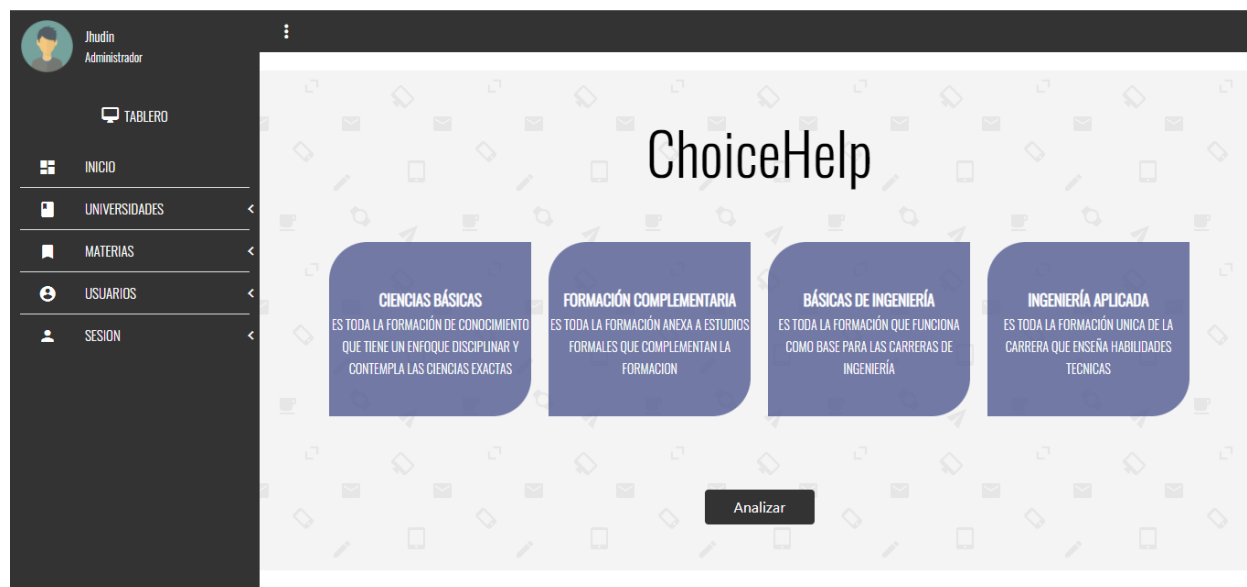 Jhudin
Administrador
TABLERO
INICIO
UNIVERSIDADES
MATERIAS
USUARIOS
SESION
ChoiceHelp
CIENCIAS BÁSICAS
ES TODA LA FORMACIÓN DE CONOCIMIENTO
QUE TIENE UN ENFOQUE DISCIPLINAR Y
CONTEMPLA LAS CIENCIAS EXACTAS
FORMACIÓN COMPLEMENTARIA
ES TODA LA FORMACIÓN ANEXA A ESTUDIOS
FORMALES QUE COMPLEMENTAN LA
FORMACION
BÁSICAS DE INGENIERÍA
ES TODA LA FORMACIÓN QUE FUNCIONA
COMO BASE PARA LAS CARRERAS DE
INGENIERÍA
INGENIERÍA APLICADA
ES TODA LA FORMACIÓN UNICA DE LA
CARRERA QUE ENSEÑA HABILIDADES
TECNICAS
Analizar